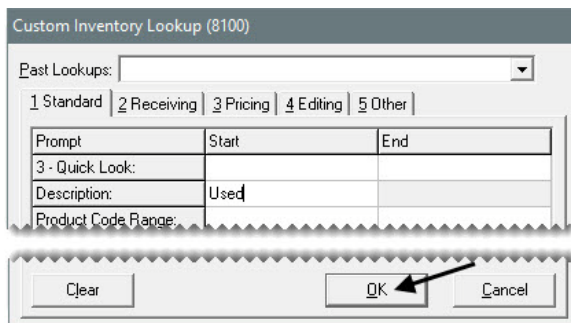 Custom Inventory Lookup (8100)
Past Lookups:
1 Standard 2 Receiving 3 Pricing 4 Editing 5 Other
Prompt Start End
3 - Quick Look:
Description: Used
Product Code Range:
Clear OK Cancel